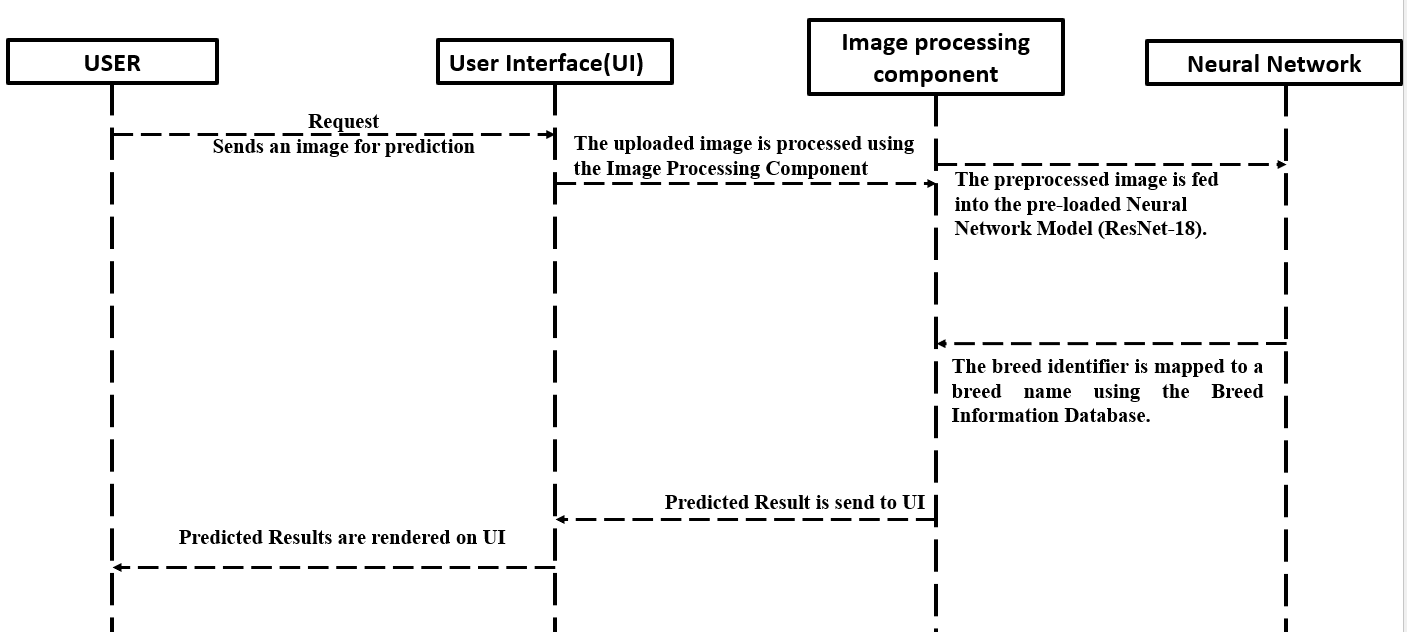 USER
User Interface(UI)
Image processing
component
Neural Network
Request
Sends an image for prediction
The uploaded image is processed using
the Image Processing Component
The preprocessed image is fed
into the pre-loaded Neural
Network Model (ResNet-18).
The breed identifier is mapped to a
breed name using the Breed
Information Database.
Predicted Result is send to UI
Predicted Results are rendered on UI